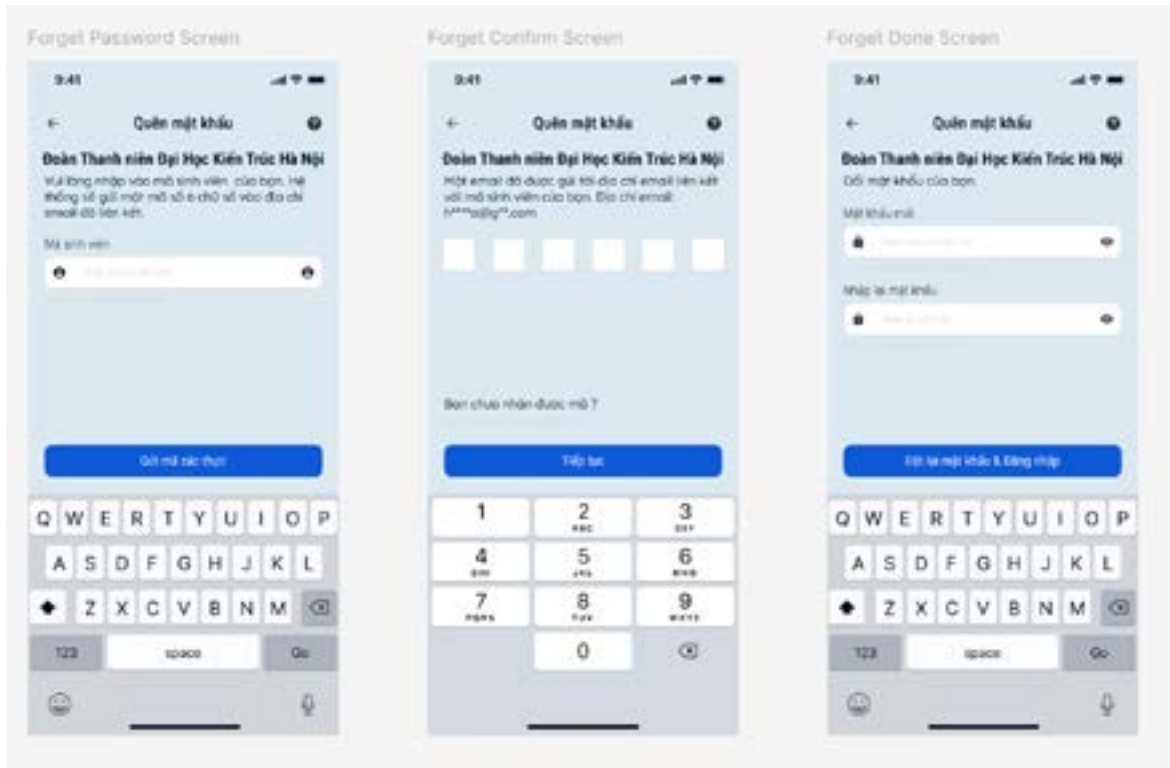 Forget Password Screen
9:41
Quên mật khẩu
Đoàn Thanh niên Đại Học Kiến Trúc Hà Nội
Vui lòng nhập vào mã sinh viên của bạn. Hệ
thống sẽ gửi một mã số 6 chữ số vào địa chỉ
email đã liên kết.
Mã sinh viên
Gửi mã xác thực
Q W E R T Y U I O P
A S D F G H J K L
Z X C V B N M
123 space Go
Forget Confirm Screen
9:41
Quên mật khẩu
Đoàn Thanh niên Đại Học Kiến Trúc Hà Nội
Một email đã được gửi tới địa chỉ email liên kết
với mã sinh viên của bạn. Địa chỉ email:
h****a@g**.com
Bạn chưa nhận được mã ?
Tiếp tục
1 2 3
ABC DEF
4 5 6
GHI JKL MNO
7 8 9
PQRS TUV WXYZ
0
Forget Done Screen
9:41
Quên mật khẩu
Đoàn Thanh niên Đại Học Kiến Trúc Hà Nội
Đổi mật khẩu của bạn.
Mật khẩu mới
Nhập lại mật khẩu
Đặt lại mật khẩu & Đăng nhập
Q W E R T Y U I O P
A S D F G H J K L
Z X C V B N M
123 space Go